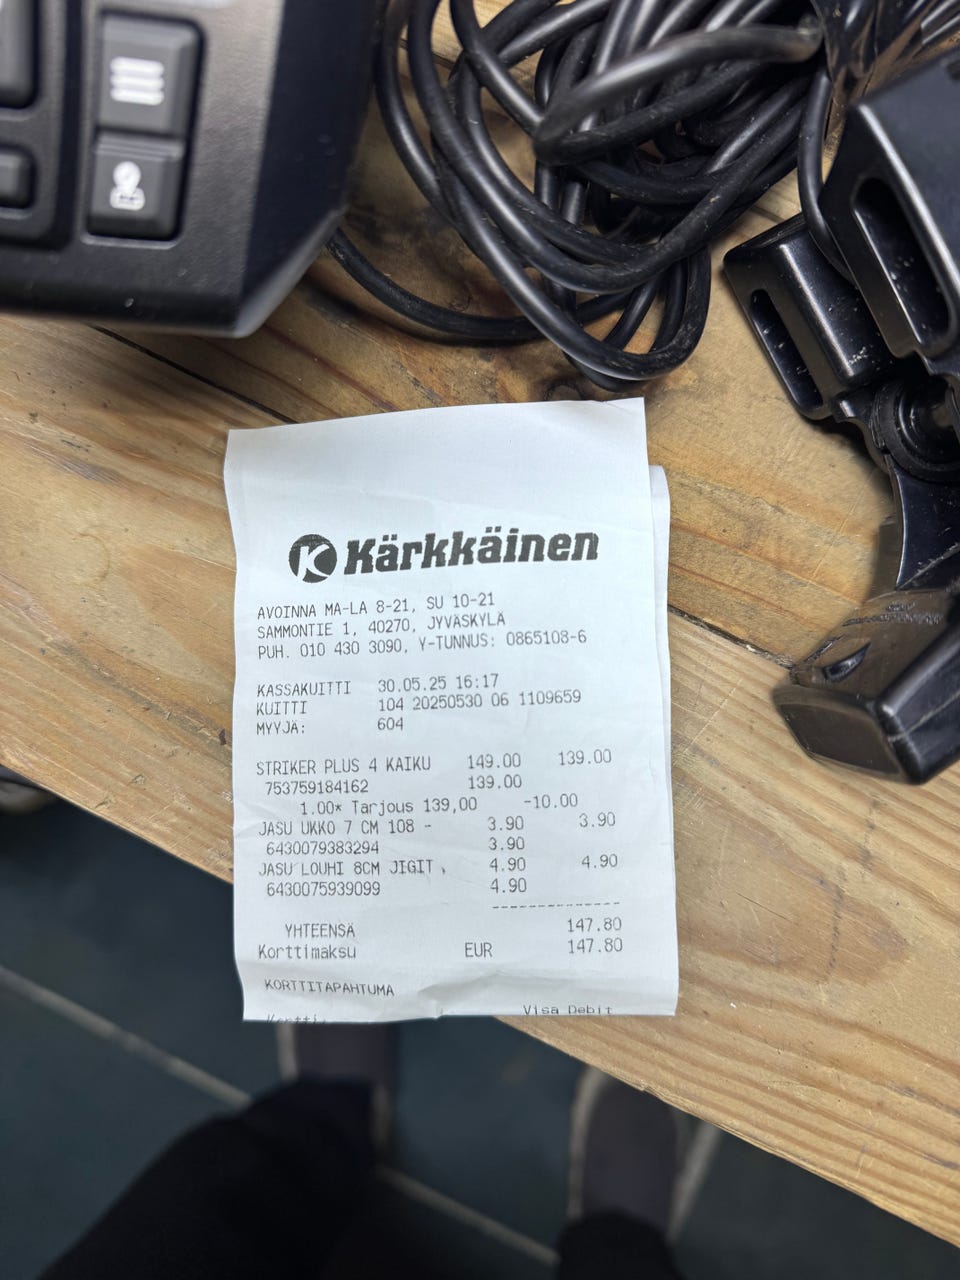 Kärkkäinen
AVOINNA MA-LA 8-21, SU 10-21
SAMMONTIE 1, 40270, JYVÄSKYLÄ
PUH. 010 430 3090, Y-TUNNUS: 0865108-6
KASSAKUITTI 30.05.25 16:17
KUITTI 104 20250530 06 1109659
MYYJÄ: 604
STRIKER PLUS 4 KAIKU 149.00 139.00
753759184162 139.00
1.00* Tarjous 139,00 -10.00
JASU UKKO 7 CM 108 - 3.90 3.90
6430079383294 3.90
JASU LOUHI 8CM JIGIT, 4.90 4.90
6430075939099 4.90
--------------------
YHTEENSÄ 147.80
Korttimaksu EUR 147.80
KORTTITAPAHTUMA
Kortti: Visa Debit